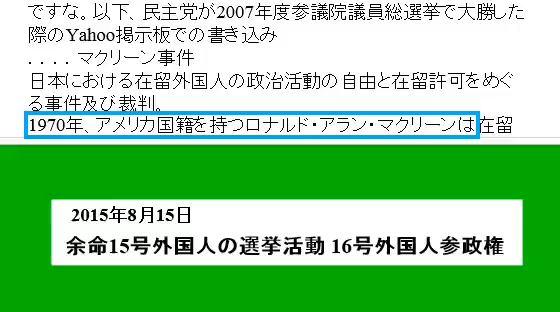 ですな。以下、民主党が2007年度参議院議員総選挙で大勝した
際のYahoo掲示板での書き込み
. . . . マクリーン事件
日本における在留外国人の政治活動の自由と在留許可をめぐ
る事件及び裁判。
1970年、アメリカ国籍を持つロナルド・アラン・マクリーンは在留
2015年8月15日
余命15号外国人の選挙活動 16号外国人参政権